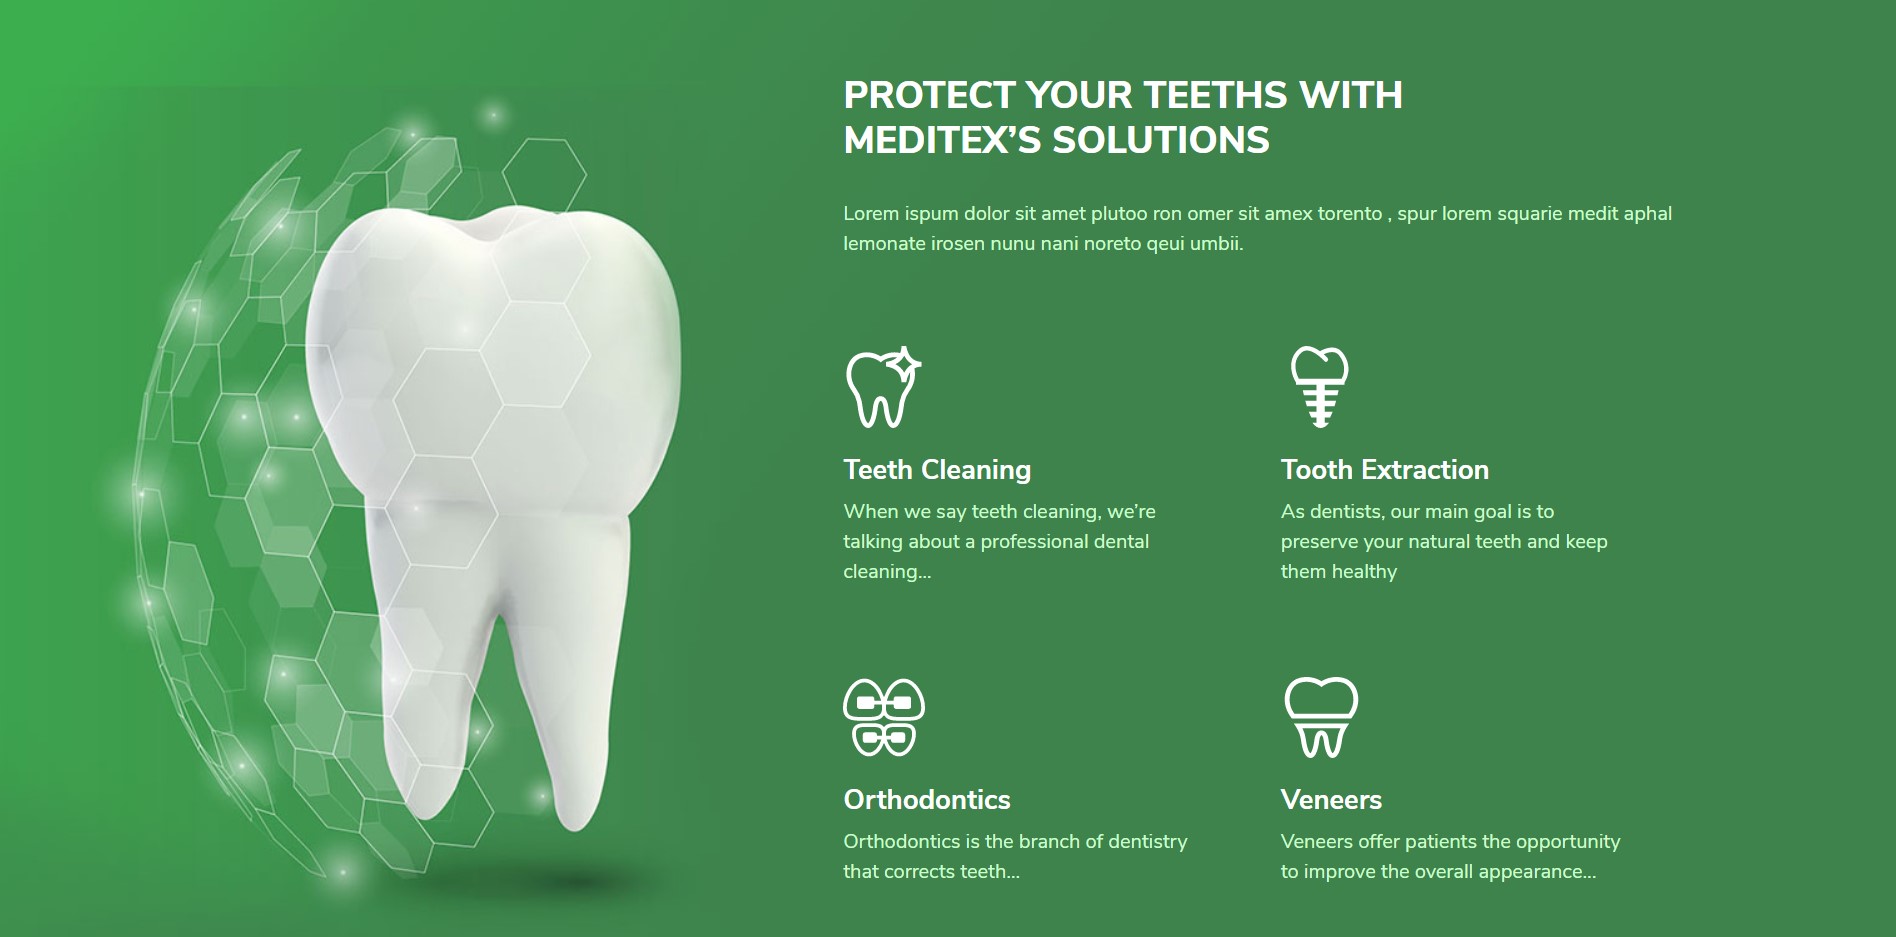 PROTECT YOUR TEETHS WITH
MEDITEX’S SOLUTIONS
Lorem ispum dolor sit amet plutoo ron omer sit amex torento , spur lorem squarie medit aphal
lemonate irosen nunu nani noreto qeui umbii.
Teeth Cleaning
When we say teeth cleaning, we’re
talking about a professional dental
cleaning...
Tooth Extraction
As dentists, our main goal is to
preserve your natural teeth and keep
them healthy
Orthodontics
Orthodontics is the branch of dentistry
that corrects teeth...
Veneers
Veneers offer patients the opportunity
to improve the overall appearance...